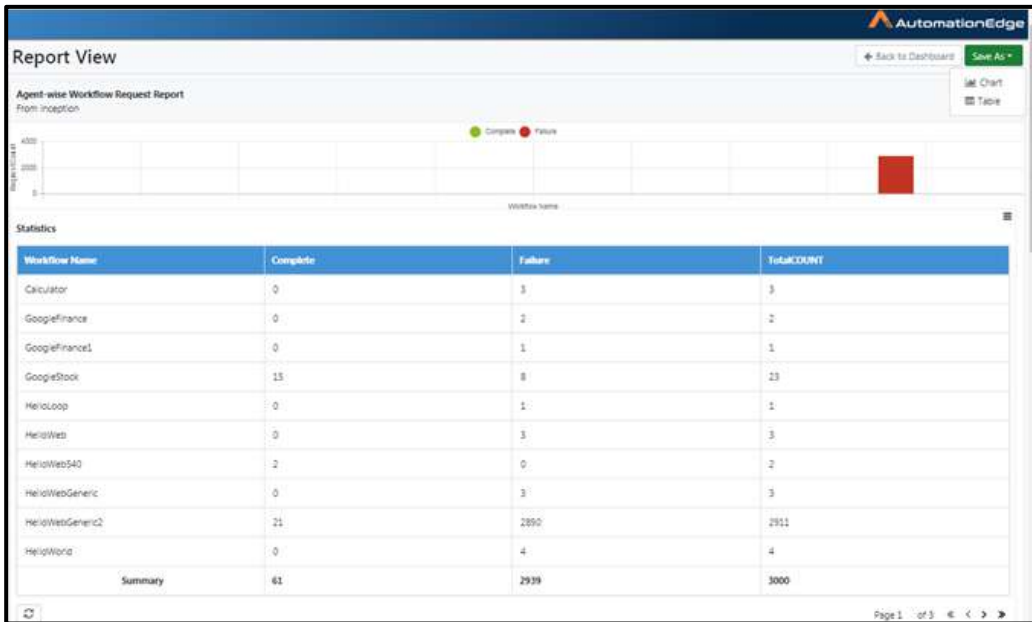 AutomationEdge
Report View
Back to Dashboard
Save As
Chart
Table
Agent-wise Workflow Request Report
From inception
Complete Failure
4000
2000
0
Workflow Name
Statistics
Workflow Name Complete Failure TotalCOUNT
Calculator 0 3 3
GoogleFinance 0 2 2
GoogleFinance1 0 1 1
GoogleStock 15 8 23
HelloLoop 0 1 1
HelloWeb 0 3 3
HelloWeb540 2 0 2
HelloWebGeneric 0 3 3
HelloWebGeneric2 21 2890 2911
HelloWorld 0 4 4
Summary 61 2939 3000
Page 1 of 3